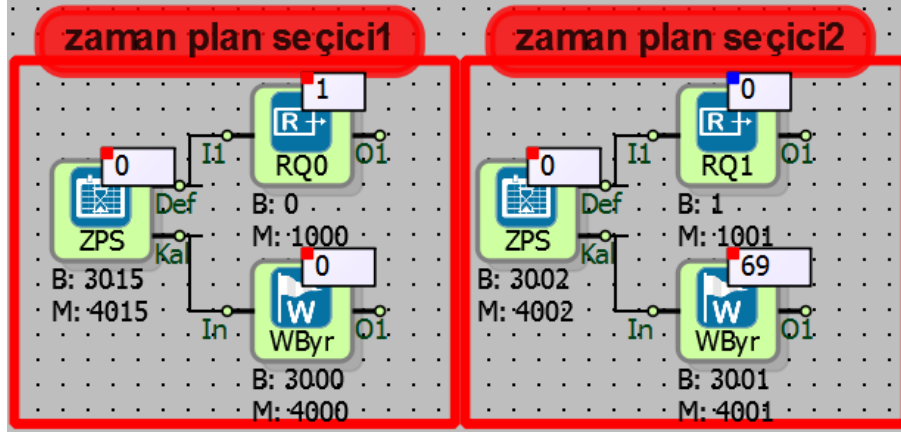 zaman plan seçici1
1
I1
O1
RQ0
0
Def
B: 0
M: 1000
ZPS
Kal
0
B: 3015
M: 4015
In
O1
WByr
B: 3000
M: 4000
zaman plan seçici2
0
I1
O1
RQ1
0
Def
B: 1
M: 1001
ZPS
Kal
69
B: 3002
M: 4002
In
O1
WByr
B: 3001
M: 4001